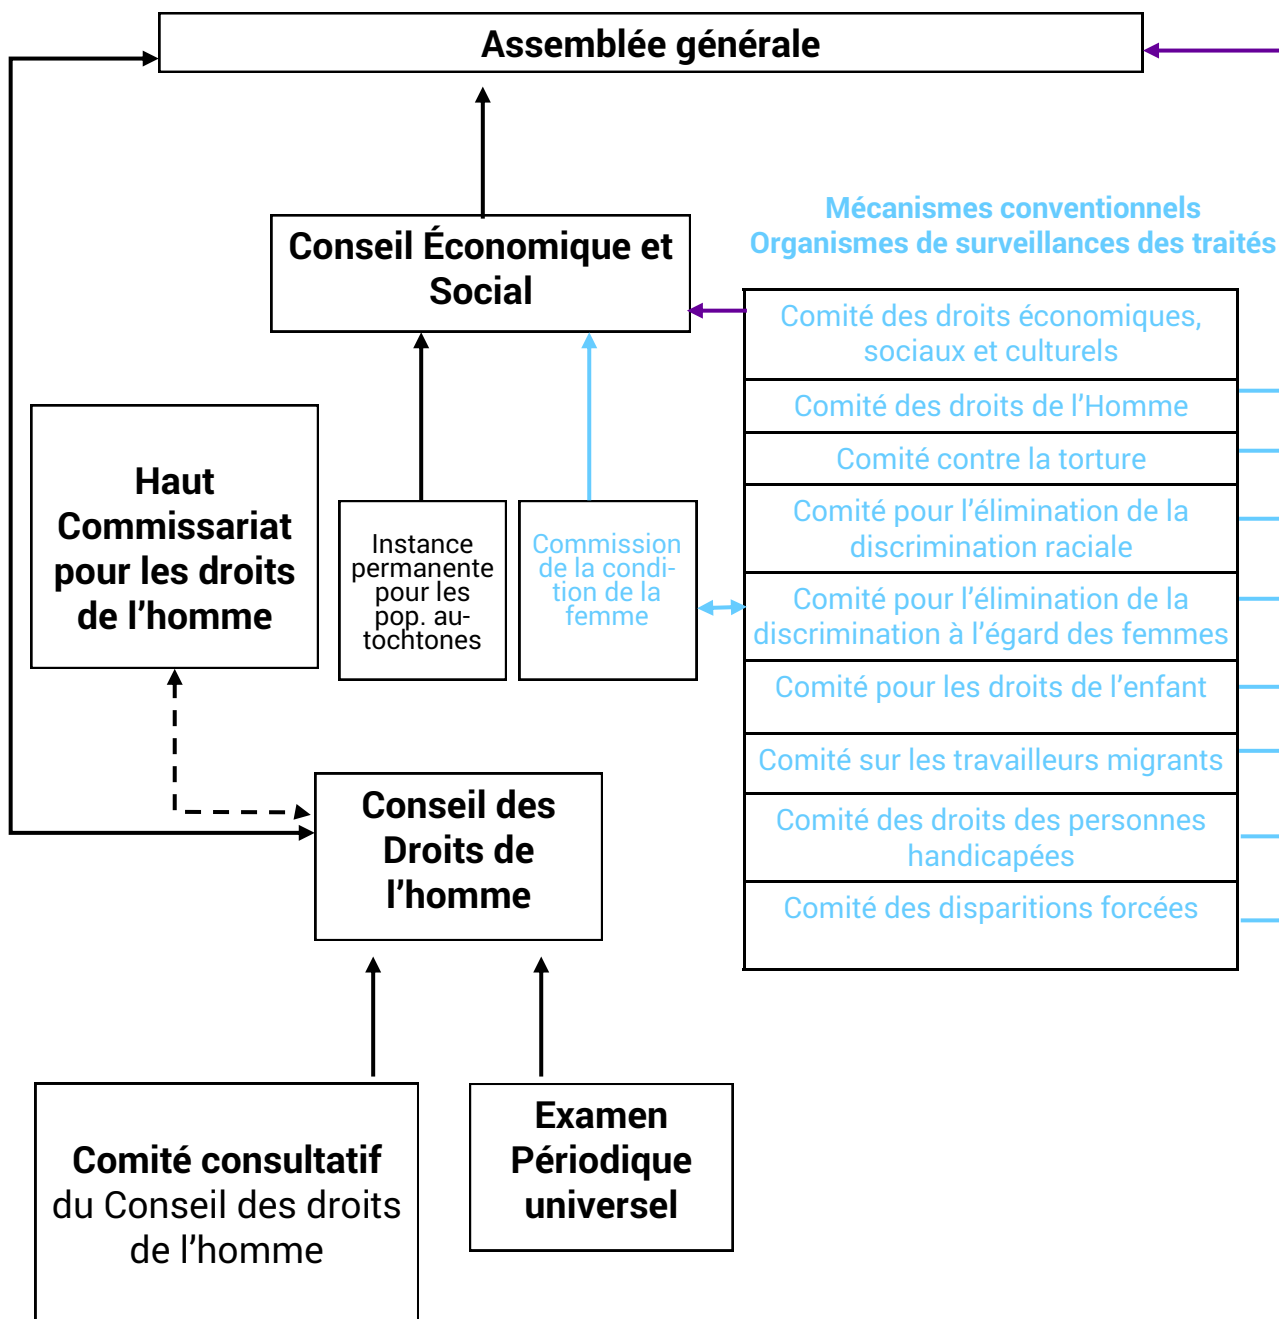 Assemblée générale
Conseil Économique et
Social
Mécanismes conventionnels
Organismes de surveillances des traités
Comité des droits économiques,
sociaux et culturels
Comité des droits de l’Homme
Comité contre la torture
Comité pour l’élimination de la
discrimination raciale
Comité pour l’élimination de la
discrimination à l’égard des femmes
Comité pour les droits de l’enfant
Comité sur les travailleurs migrants
Comité des droits des personnes
handicapées
Comité des disparitions forcées
Haut
Commissariat
pour les droits
de l’homme
Instance
permanente
pour les
pop. au-
tochtones
Commission
de la condi-
tion de la
femme
Conseil des
Droits de
l’homme
Comité consultatif
du Conseil des droits
de l’homme
Examen
Périodique
universel